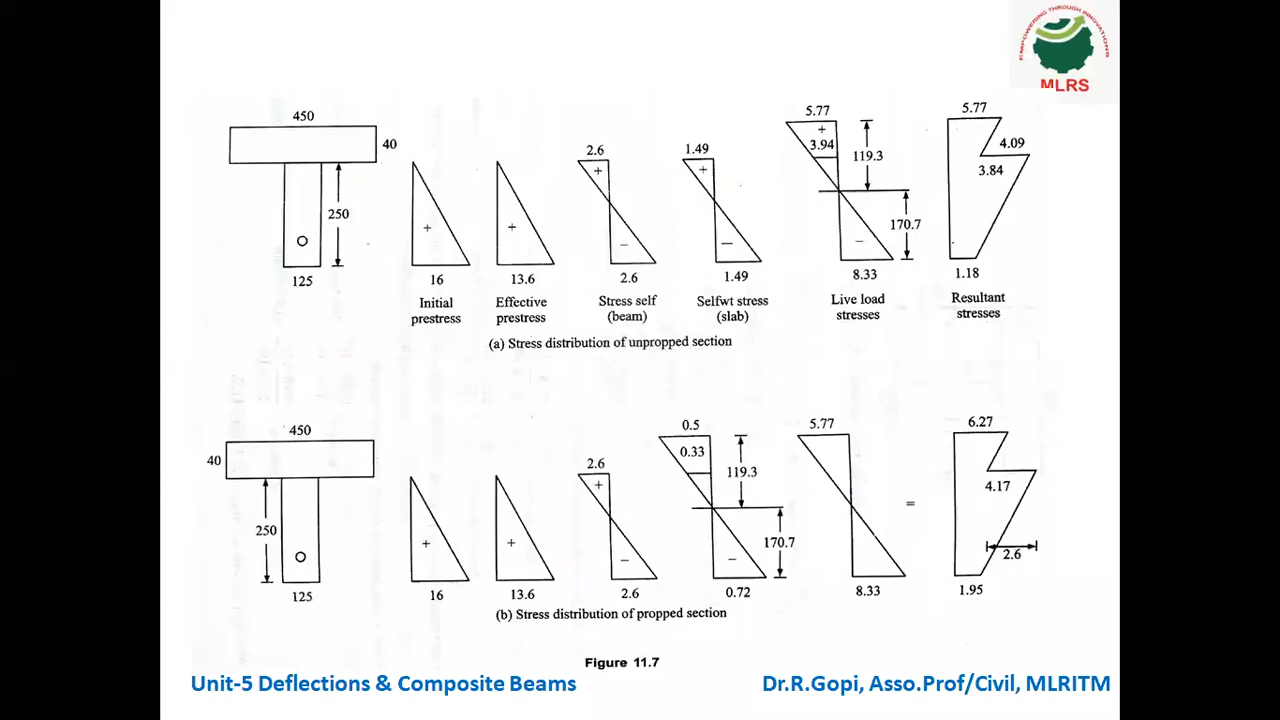 EMPOWERING THROUGH INNOVATIONS
MLRS
450
40
250
125
+
16
Initial
prestress
+
13.6
Effective
prestress
2.6
+
–
2.6
Stress self
(beam)
1.49
+
–
1.49
Selfwt stress
(slab)
5.77
+
3.94
119.3
170.7
–
8.33
Live load
stresses
5.77
4.09
3.84
1.18
Resultant
stresses
(a) Stress distribution of unpropped section
450
40
250
125
+
16
+
13.6
2.6
+
–
2.6
0.5
0.33
119.3
170.7
–
0.72
5.77
8.33
=
6.27
4.17
2.6
1.95
(b) Stress distribution of propped section
Figure 11.7
Unit-5 Deflections & Composite Beams
Dr.R.Gopi, Asso.Prof/Civil, MLRITM